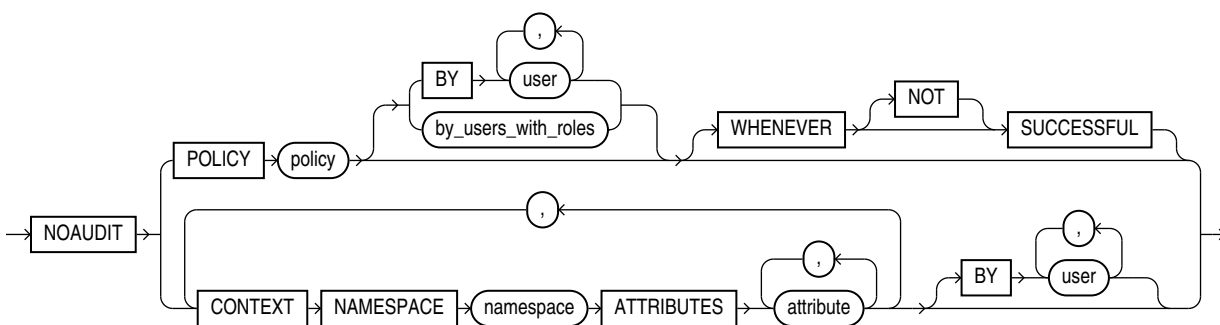 ,
BY user
NOT
by_users_with_roles
WHENEVER SUCCESSFUL
POLICY policy
,
,
NOAUDIT
,
BY user
CONTEXT NAMESPACE namespace ATTRIBUTES attribute